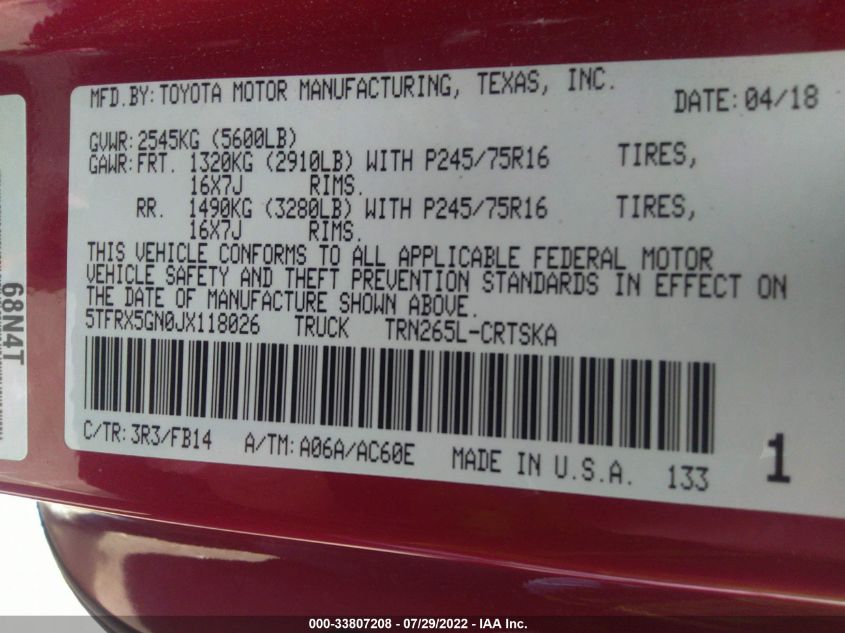 MFD.BY:TOYOTA MOTOR MANUFACTURING, TEXAS, INC.
DATE:04/18
GVWR:2545KG (5600LB)
GAWR:FRT. 1320KG (2910LB) WITH P245/75R16 TIRES,
16X7J RIMS.
RR. 1490KG (3280LB) WITH P245/75R16 TIRES,
16X7J RIMS.
THIS VEHICLE CONFORMS TO ALL APPLICABLE FEDERAL MOTOR
VEHICLE SAFETY AND THEFT PREVENTION STANDARDS IN EFFECT ON
THE DATE OF MANUFACTURE SHOWN ABOVE.
5TFRX5GN0JX118026 TRUCK TRN265L-CRTSKA
C/TR:3R3/FB14 A/TM:A06A/AC60E MADE IN U.S.A. 133 1
68N4T
000-33807208 - 07/29/2022 - IAA Inc.